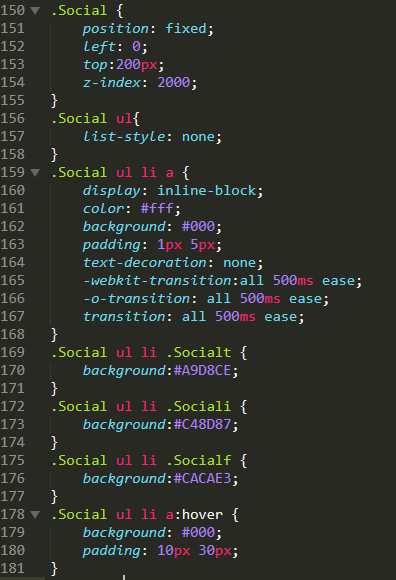 150 .Social {
151 position: fixed;
152 left: 0;
153 top:200px;
154 z-index: 2000;
155 }
156 .Social ul{
157 list-style: none;
158 }
159 .Social ul li a {
160 display: inline-block;
161 color: #fff;
162 background: #000;
163 padding: 1px 5px;
164 text-decoration: none;
165 -webkit-transition:all 500ms ease;
166 -o-transition: all 500ms ease;
167 transition: all 500ms ease;
168 }
169 .Social ul li .Socialt {
170 background:#A9D8CE;
171 }
172 .Social ul li .Sociali {
173 background:#C48D87;
174 }
175 .Social ul li .Socialf {
176 background:#CACAE3;
177 }
178 .Social ul li a:hover {
179 background: #000;
180 padding: 10px 30px;
181 }